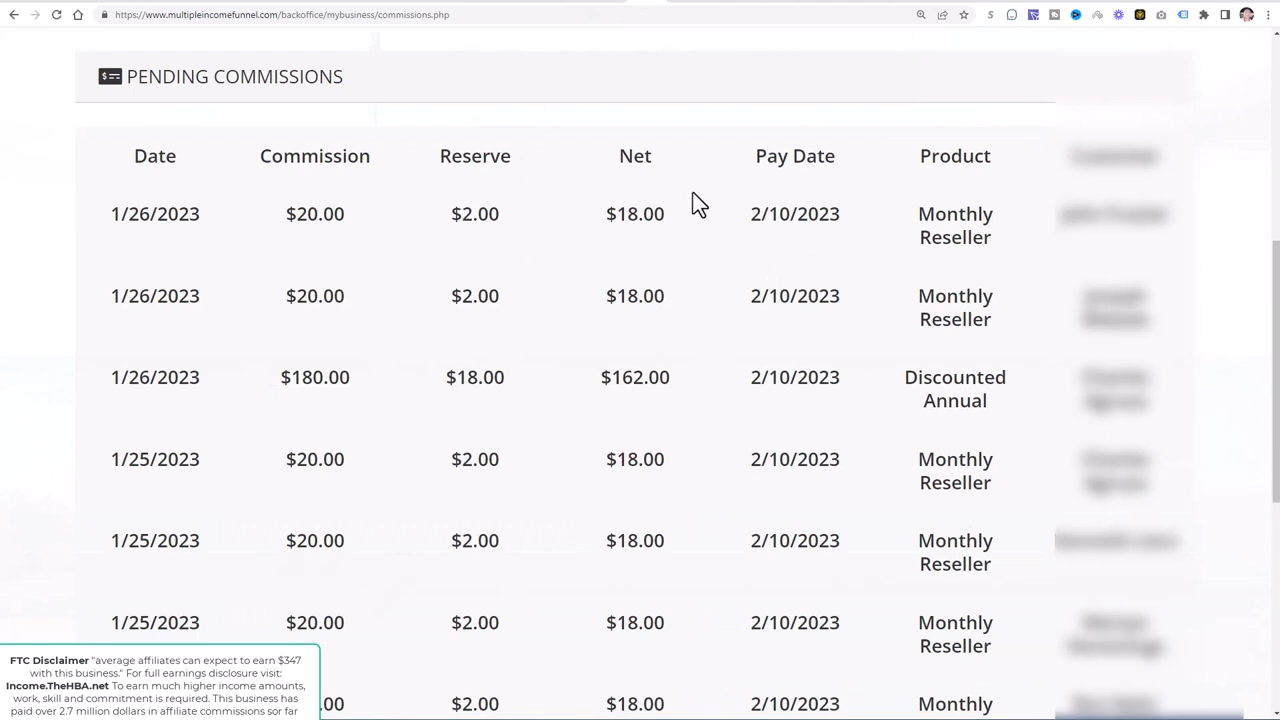 https://www.multipleincomefunnel.com/backoffice/mybusiness/commissions.php
PENDING COMMISSIONS
Date Commission Reserve Net Pay Date Product
1/26/2023 $20.00 $2.00 $18.00 2/10/2023 Monthly
Reseller
1/26/2023 $20.00 $2.00 $18.00 2/10/2023 Monthly
Reseller
1/26/2023 $180.00 $18.00 $162.00 2/10/2023 Discounted
Annual
1/25/2023 $20.00 $2.00 $18.00 2/10/2023 Monthly
Reseller
1/25/2023 $20.00 $2.00 $18.00 2/10/2023 Monthly
Reseller
1/25/2023 $20.00 $2.00 $18.00 2/10/2023 Monthly
Reseller
.00 $2.00 $18.00 2/10/2023 Monthly
FTC Disclaimer "average affiliates can expect to earn $347
with this business." For full earnings disclosure visit:
Income.TheHBA.net To earn much higher income amounts,
work, skill and commitment is required. This business has
paid over 2.7 million dollars in affiliate commissions sor far